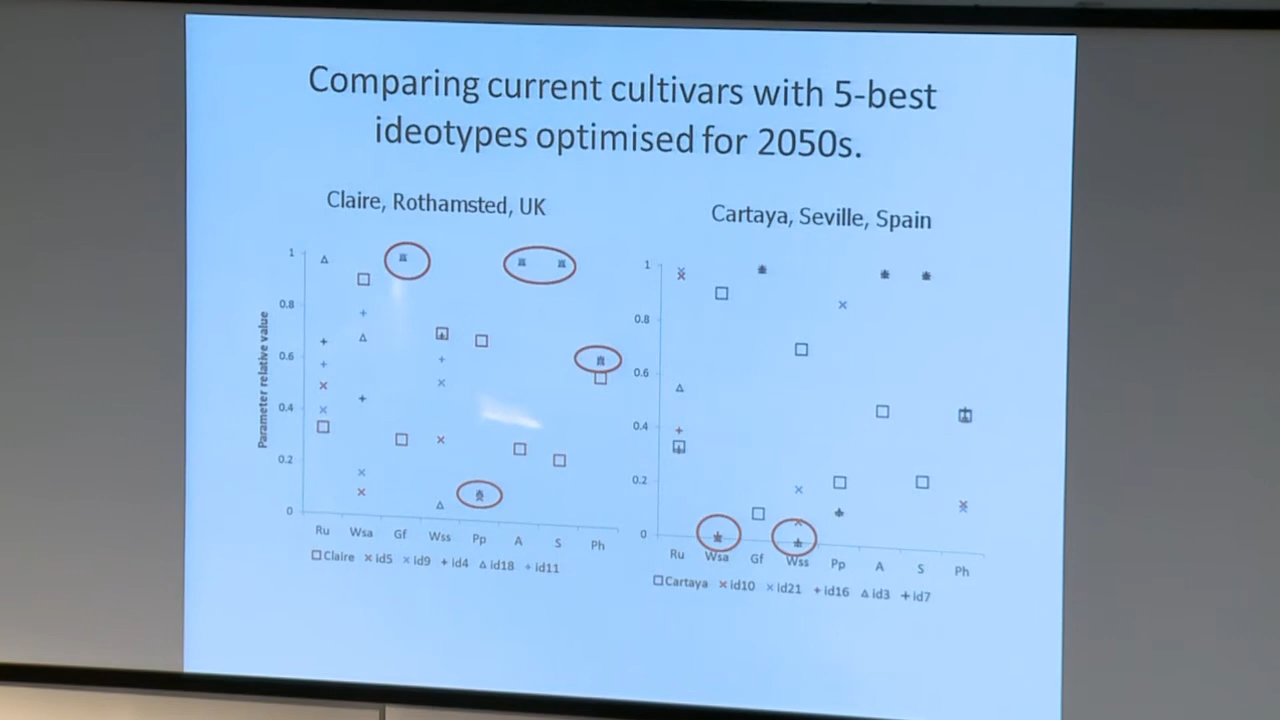 Comparing current cultivars with 5-best
ideotypes optimised for 2050s.
Claire, Rothamsted, UK
Parameter relative value
1
0.8
0.6
0.4
0.2
0
Ru Wsa Gf Wss Pp A S Ph
Claire id5 id9 id4 id18 id11
Cartaya, Seville, Spain
1
0.8
0.6
0.4
0.2
0
Ru Wsa Gf Wss Pp A S Ph
Cartaya id10 id21 id16 id3 id7